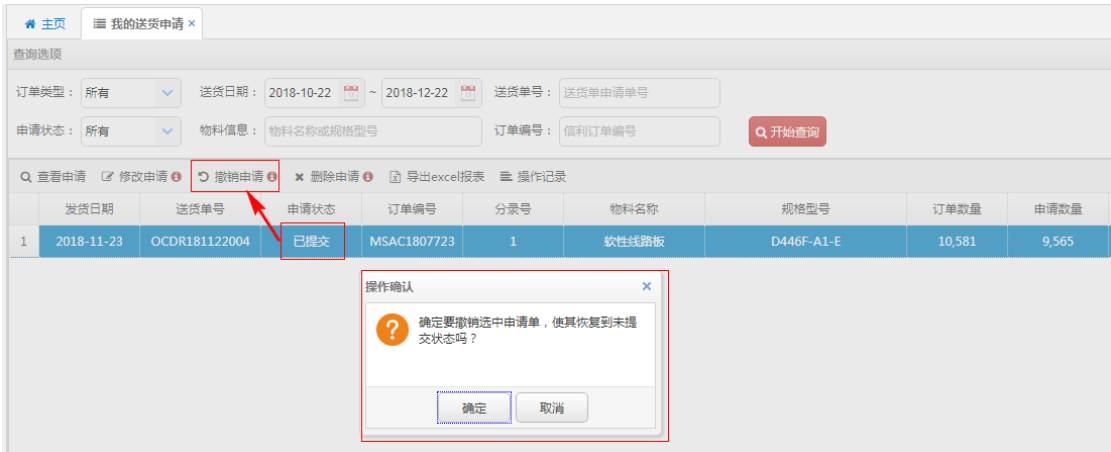 主页 我的送货申请 ×
查询选项
订单类型： 所有 送货日期： 2018-10-22 ~ 2018-12-22 送货单号： 送货单申请单号
申请状态： 所有 物料信息： 物料名称或规格型号 订单编号： 信利订单编号 开始查询
查看申请 修改申请 撤销申请 删除申请 导出excel报表 操作记录
发货日期 送货单号 申请状态 订单编号 分录号 物料名称 规格型号 订单数量 申请数量
1 2018-11-23 OCDR181122004 已提交 MSAC1807723 1 软性线路板 D446F-A1-E 10,581 9,565
操作确认 ×
确定要撤销选中申请单，使其恢复到未提
交状态吗？
确定 取消